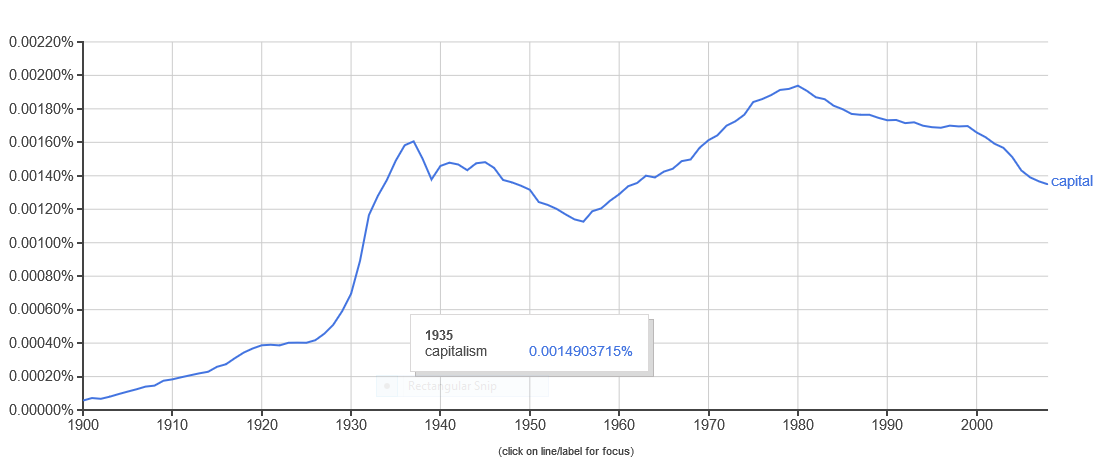 0.00220%
0.00200%
0.00180%
0.00160%
0.00140%
capital
0.00120%
0.00100%
0.00080%
0.00060%
1935
capitalism 0.0014903715%
0.00040%
0.00020%
Rectangular Snip
0.00000%
1900 1910 1920 1930 1940 1950 1960 1970 1980 1990 2000
(click on line/label for focus)